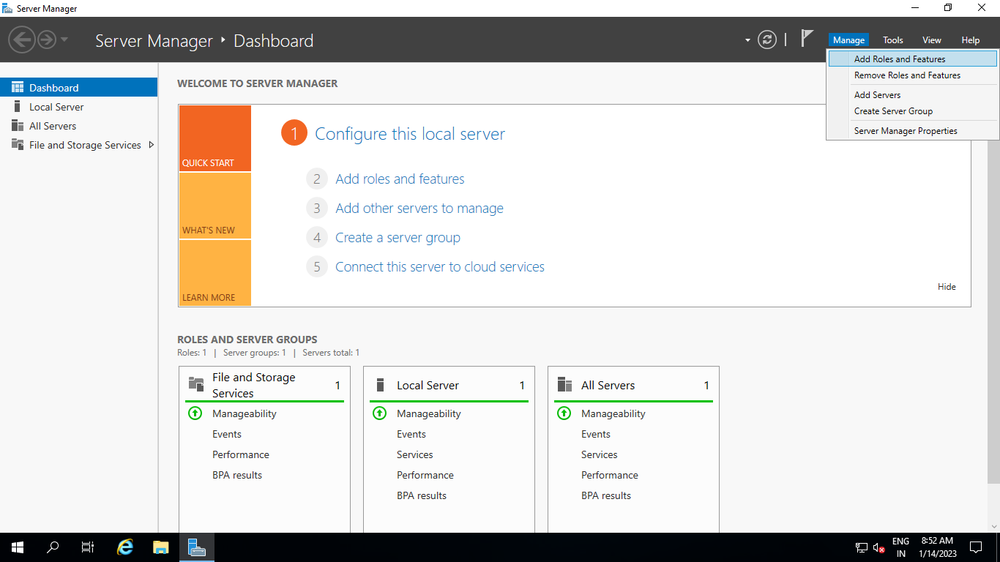 Server Manager
Server Manager • Dashboard
Manage Tools View Help
Add Roles and Features
Remove Roles and Features
Add Servers
Create Server Group
Server Manager Properties
Dashboard
Local Server
All Servers
File and Storage Services
WELCOME TO SERVER MANAGER
QUICK START
WHAT'S NEW
LEARN MORE
1 Configure this local server
2 Add roles and features
3 Add other servers to manage
4 Create a server group
5 Connect this server to cloud services
Hide
ROLES AND SERVER GROUPS
Roles: 1 | Server groups: 1 | Servers total: 1
File and Storage
Services 1
Manageability
Events
Performance
BPA results
Local Server 1
Manageability
Events
Services
Performance
BPA results
All Servers 1
Manageability
Events
Services
Performance
BPA results
ENG
IN
8:52 AM
1/14/2023